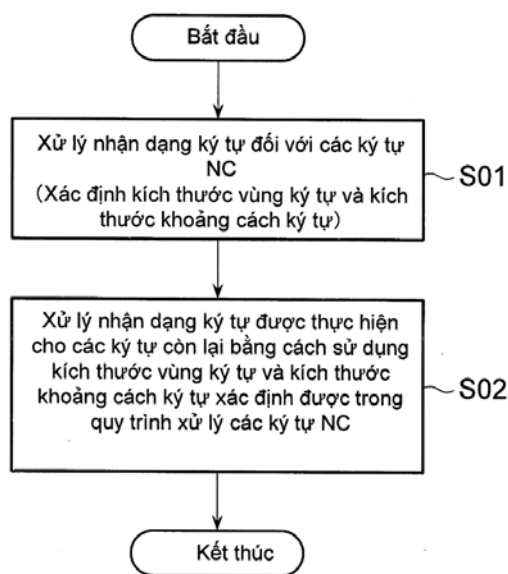 Bắt đầu
Xử lý nhận dạng ký tự đối với các ký tự
NC
(Xác định kích thước vùng ký tự và kích
thước khoảng cách ký tự)
S01
Xử lý nhận dạng ký tự được thực hiện
cho các ký tự còn lại bằng cách sử dụng
kích thước vùng ký tự và kích thước
khoảng cách ký tự xác định được trong
quy trình xử lý các ký tự NC
S02
Kết thúc